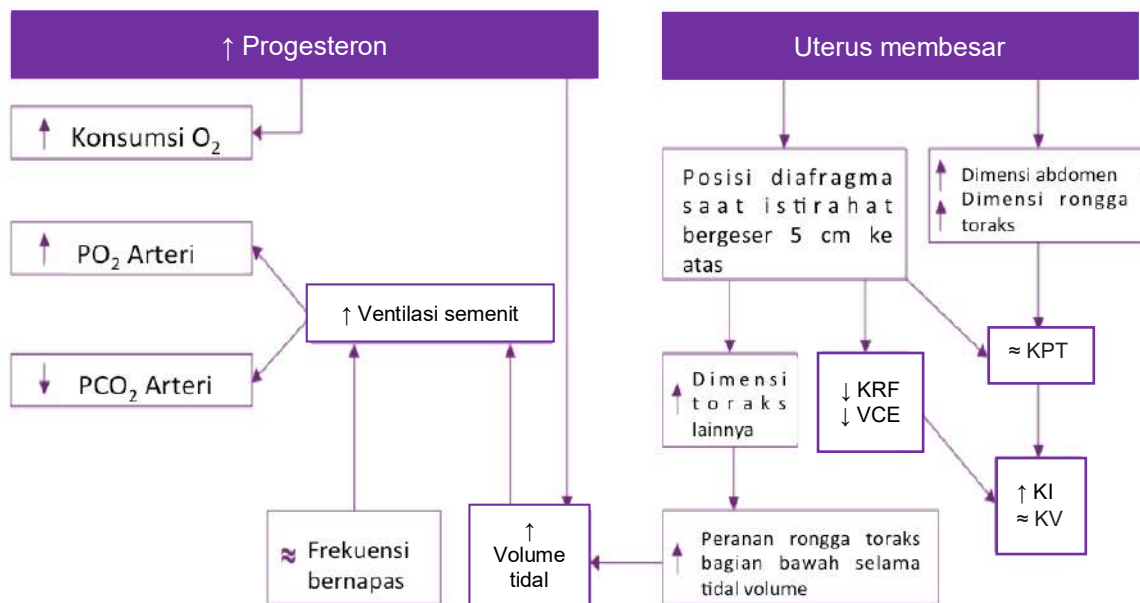 ↑ Progesteron
↑ Konsumsi O₂
↑ PO₂ Arteri
↓ PCO₂ Arteri
↑ Ventilasi semenit
≈ Frekuensi
bernapas
↑
Volume
tidal
Uterus membesar
Posisi diafragma
saat istirahat
bergeser 5 cm ke
atas
↑ Dimensi abdomen
↑ Dimensi rongga
toraks
↑ Dimensi
toraks
lainnya
↓ KRF
↓ VCE
≈ KPT
↑ KI
≈ KV
↑ Peranan rongga toraks
bagian bawah selama
tidal volume